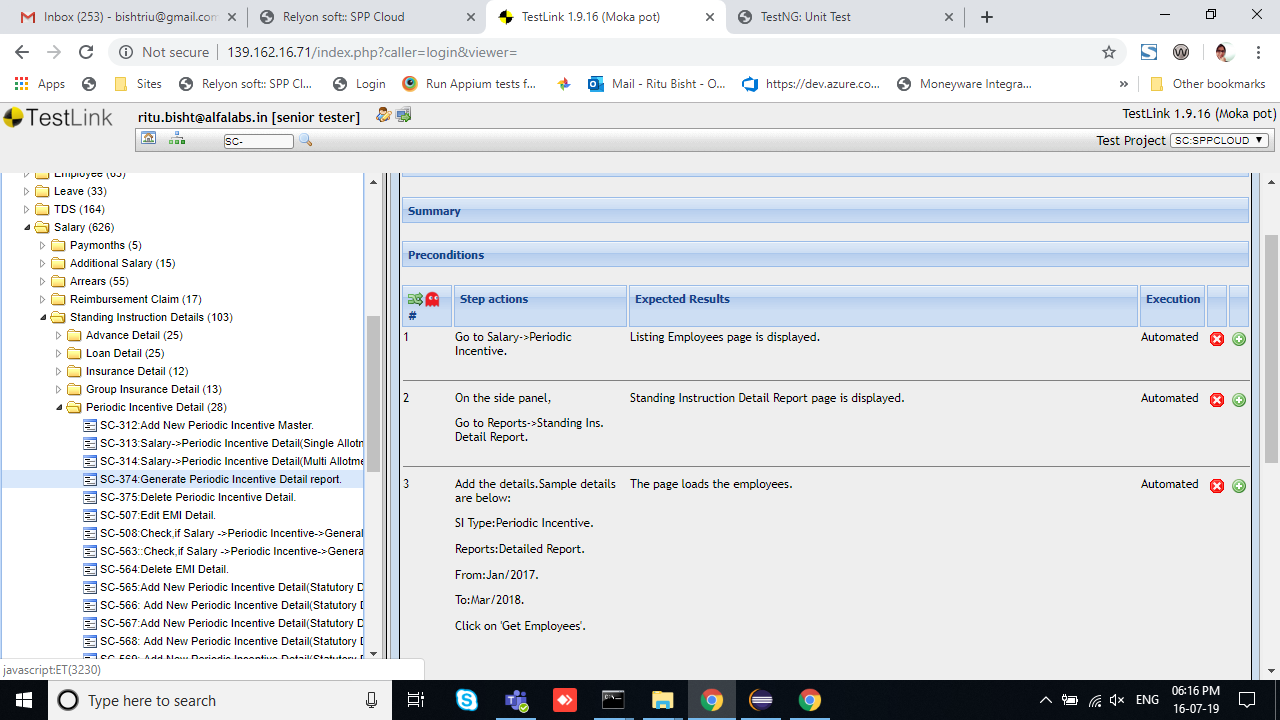 Inbox (253) - bishtriu@gmail.com
Relyon soft:: SPP Cloud
TestLink 1.9.16 (Moka pot)
TestNG: Unit Test
Not secure
139.162.16.71/index.php?caller=login&viewer=
Apps
Sites
Relyon soft:: SPP Cl...
Login
Run Appium tests f...
Mail - Ritu Bisht - O...
https://dev.azure.co...
Moneyware Integra...
»
Other bookmarks
TestLink
ritu.bisht@alfalabs.in [senior tester]
TestLink 1.9.16 (Moka pot)
SC-
Test Project
SC:SPPCLOUD
Employee (63)
Leave (33)
TDS (164)
Salary (626)
Paymonths (5)
Additional Salary (15)
Arrears (55)
Reimbursement Claim (17)
Standing Instruction Details (103)
Advance Detail (25)
Loan Detail (25)
Insurance Detail (12)
Group Insurance Detail (13)
Periodic Incentive Detail (28)
SC-312:Add New Periodic Incentive Master.
SC-313:Salary->Periodic Incentive Detail(Single Allotm
SC-314:Salary->Periodic Incentive Detail(Multi Allotme
SC-374:Generate Periodic Incentive Detail report.
SC-375:Delete Periodic Incentive Detail.
SC-507:Edit EMI Detail.
SC-508:Check,if Salary ->Periodic Incentive->General
SC-563::Check,if Salary ->Periodic Incentive->Genera
SC-564:Delete EMI Detail.
SC-565:Add New Periodic Incentive Detail(Statutory D
SC-566: Add New Periodic Incentive Detail(Statutory D
SC-567:Add New Periodic Incentive Detail(Statutory D
SC-568: Add New Periodic Incentive Detail(Statutory D
SC-569: Add New Periodic Incentive Detail(Statutory D
javascript:ET(3230)
Summary
Preconditions
#
Step actions
Expected Results
Execution
1
Go to Salary->Periodic
Incentive.
Listing Employees page is displayed.
Automated
2
On the side panel,
Go to Reports->Standing Ins.
Detail Report.
Standing Instruction Detail Report page is displayed.
Automated
3
Add the details.Sample details
are below:
SI Type:Periodic Incentive.
Reports:Detailed Report.
From:Jan/2017.
To:Mar/2018.
Click on 'Get Employees'.
The page loads the employees.
Automated
Type here to search
ENG
06:16 PM
16-07-19